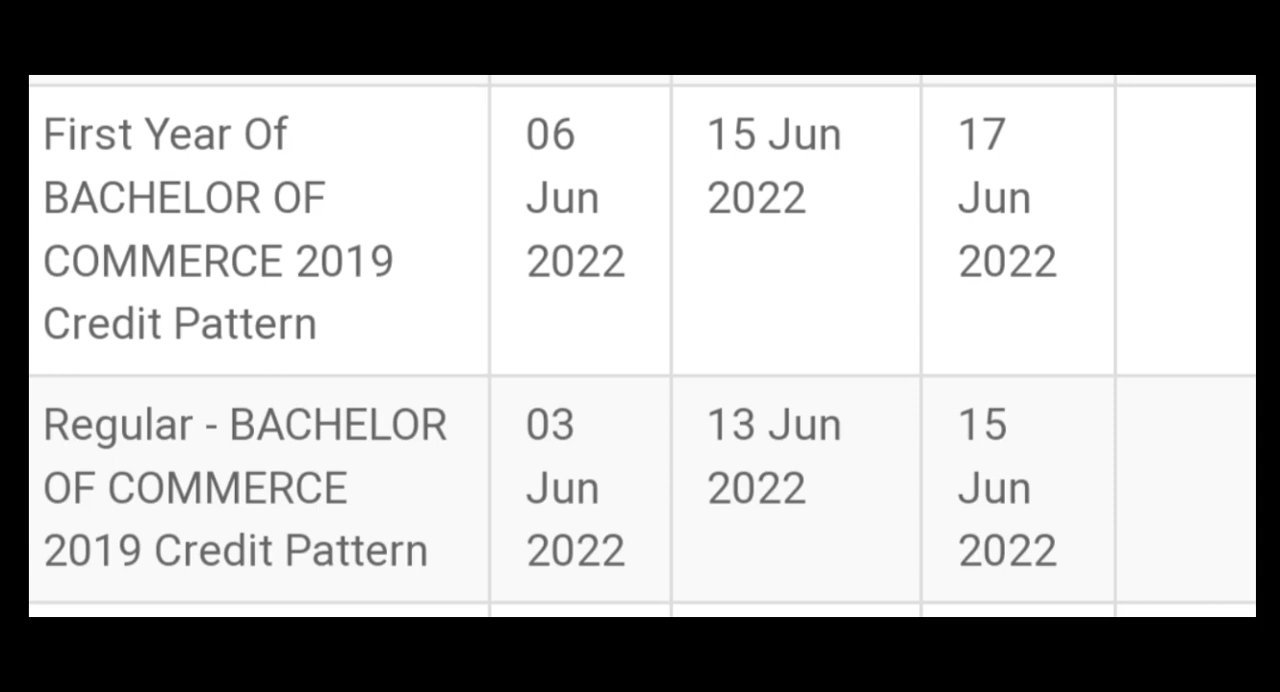 First Year Of
BACHELOR OF
COMMERCE 2019
Credit Pattern
06
Jun
2022
15 Jun
2022
17
Jun
2022
Regular - BACHELOR
OF COMMERCE
2019 Credit Pattern
03
Jun
2022
13 Jun
2022
15
Jun
2022